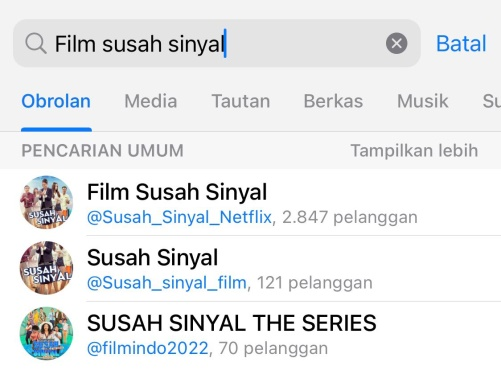 Film susah sinyal
Batal
Obrolan Media Tautan Berkas Musik Su
PENCARIAN UMUM Tampilkan lebih
Film Susah Sinyal
@Susah_Sinyal_Netflix, 2.847 pelanggan
Susah Sinyal
@Susah_sinyal_film, 121 pelanggan
SUSAH SINYAL THE SERIES
@filmindo2022, 70 pelanggan
SUSAH
SINYAL
SUSAH
SINYAL